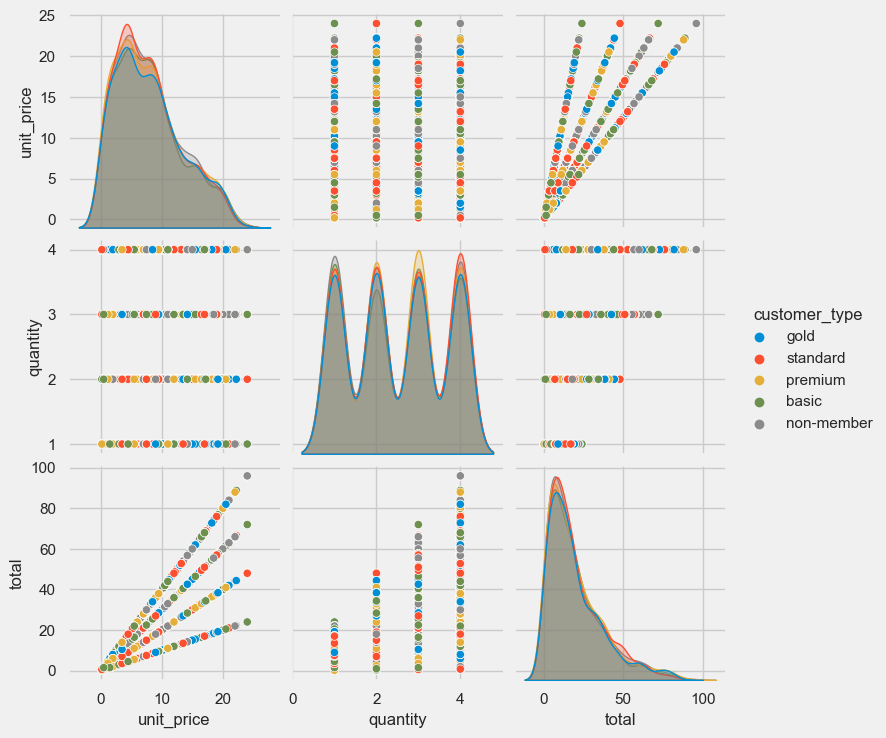 25
20
15
10
5
0
unit_price
4
3
2
1
quantity
customer_type
gold
standard
premium
basic
non-member
100
80
60
40
20
0
total
0 10 20
0 2 4
0 50 100
unit_price quantity total